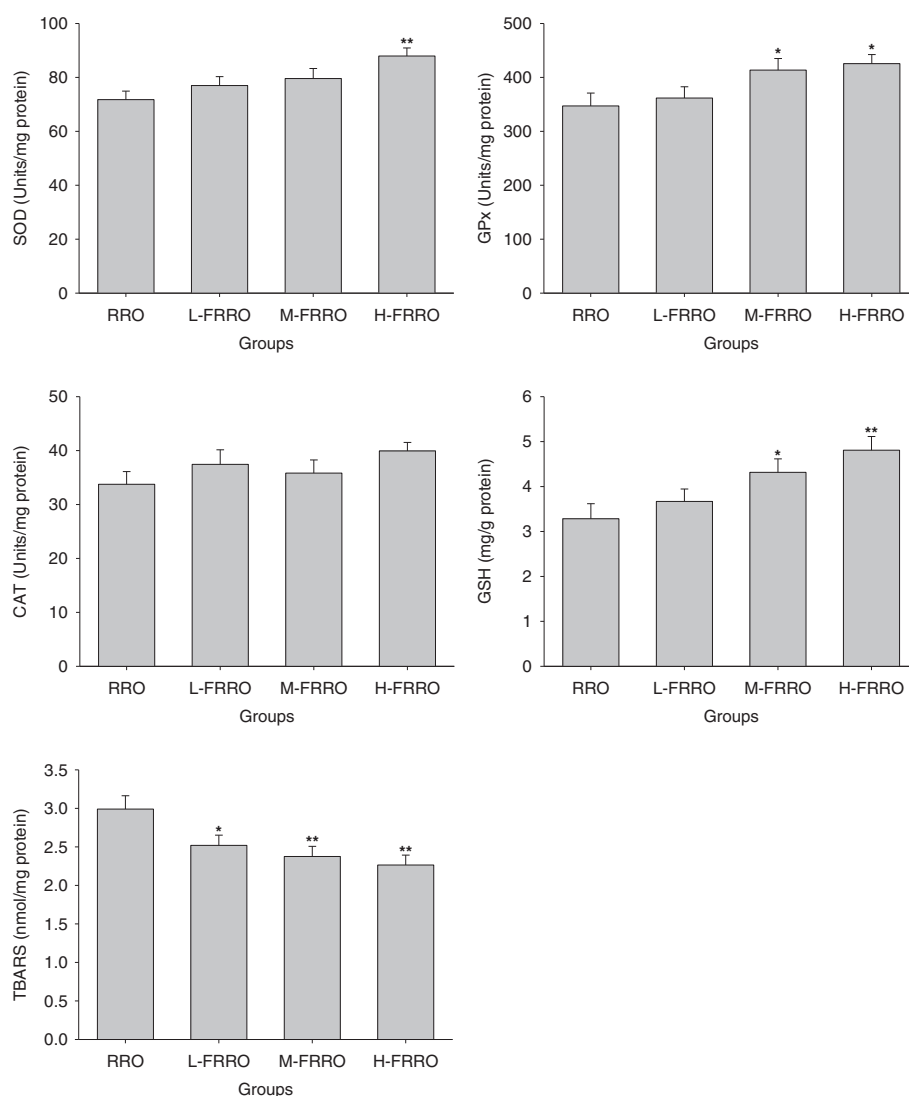 SOD (Units/mg protein)
100
80
60
40
20
0
**
RRO L-FRRO M-FRRO H-FRRO
Groups
GPx (Units/mg protein)
500
400
300
200
100
0
* *
RRO L-FRRO M-FRRO H-FRRO
Groups
CAT (Units/mg protein)
50
40
30
20
10
0
RRO L-FRRO M-FRRO H-FRRO
Groups
GSH (mg/g protein)
6
5
4
3
2
1
0
* **
RRO L-FRRO M-FRRO H-FRRO
Groups
TBARS (nmol/mg protein)
3.5
3.0
2.5
2.0
1.5
1.0
0.5
0.0
* ** **
RRO L-FRRO M-FRRO H-FRRO
Groups